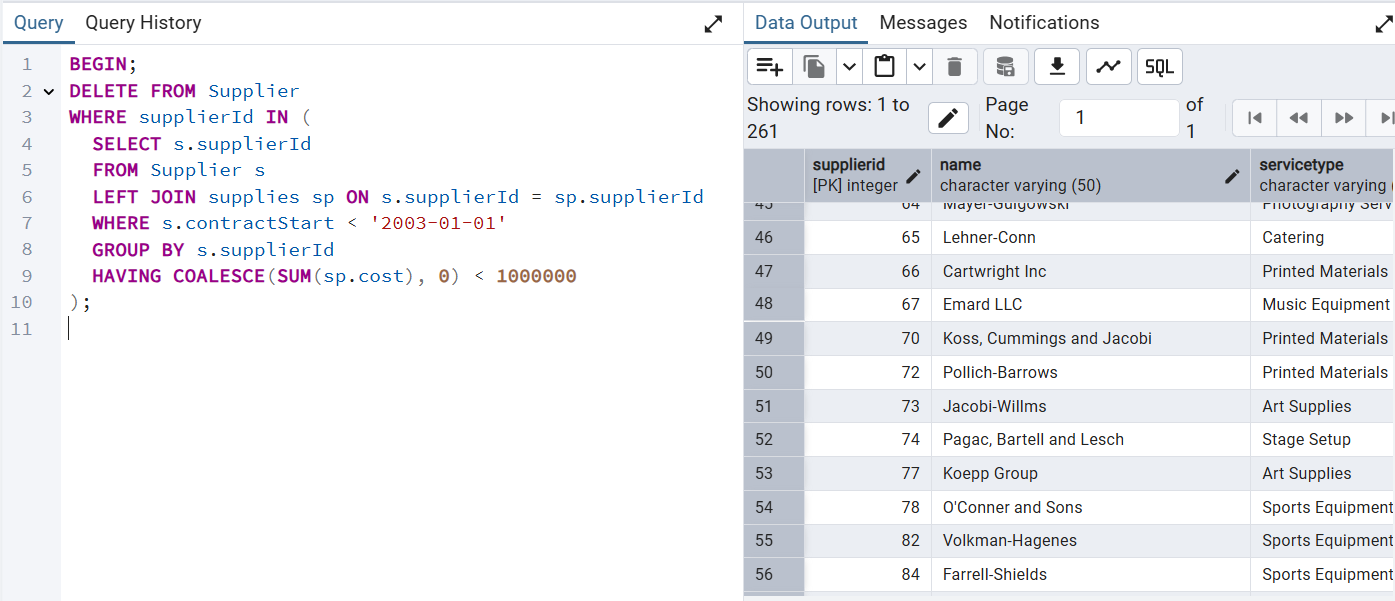 Query Query History
1 BEGIN;
2 DELETE FROM Supplier
3 WHERE supplierId IN (
4 SELECT s.supplierId
5 FROM Supplier s
6 LEFT JOIN supplies sp ON s.supplierId = sp.supplierId
7 WHERE s.contractStart < '2003-01-01'
8 GROUP BY s.supplierId
9 HAVING COALESCE(SUM(sp.cost), 0) < 1000000
10 );
11
Data Output Messages Notifications
SQL
Showing rows: 1 to
261
Page
No:
1
of
1
supplierid name servicetype
[PK] integer character varying (50) character varying (
45 64 Mayer-Gulgowski Photography Serv
46 65 Lehner-Conn Catering
47 66 Cartwright Inc Printed Materials
48 67 Emard LLC Music Equipment
49 70 Koss, Cummings and Jacobi Printed Materials
50 72 Pollich-Barrows Printed Materials
51 73 Jacobi-Willms Art Supplies
52 74 Pagac, Bartell and Lesch Stage Setup
53 77 Koepp Group Art Supplies
54 78 O'Conner and Sons Sports Equipment
55 82 Volkman-Hagenes Sports Equipment
56 84 Farrell-Shields Sports Equipment